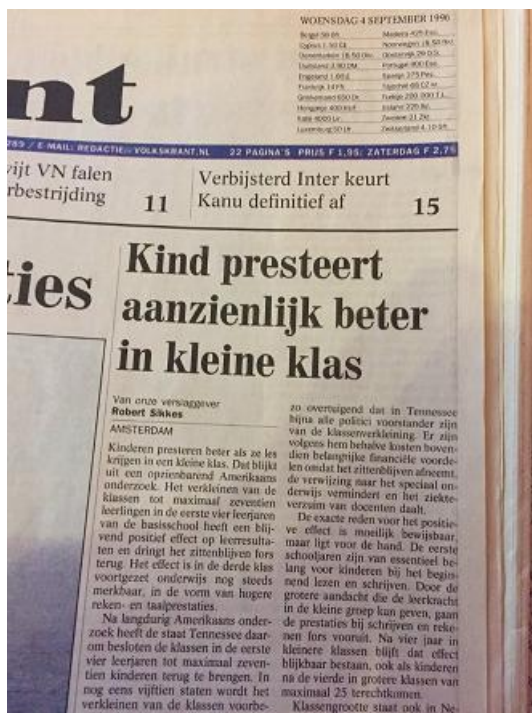 WOENSDAG 4 SEPTEMBER 1996
nt
E-MAIL: REDACTIE@VOLKSKRANT.NL 22 PAGINA'S PRIJS F 1,95; ZATERDAG F 2,75
ijt VN falen
rbestrijding 11
Verbijsterd Inter keurt
Kanu definitief af 15
ties
Kind presteert
aanzienlijk beter
in kleine klas
Van onze verslaggever
Robert Sikkes
AMSTERDAM
Kinderen presteren beter als ze les
krijgen in een kleine klas. Dat blijkt
uit een opzienbarend Amerikaans
onderzoek. Het verkleinen van de
klassen tot maximaal zeventien
leerlingen in de eerste vier leerjaren
van de basisschool heeft een blij-
vend positief effect op leerresulta-
ten en dringt het zittenblijven fors
terug. Het effect is in de derde klas
voortgezet onderwijs nog steeds
merkbaar, in de vorm van hogere
reken- en taalprestaties.
Na langdurig Amerikaans onder-
zoek heeft de staat Tennessee daar-
om besloten de klassen in de eerste
vier leerjaren tot maximaal zeven-
tien kinderen terug te brengen. In
nog eens vijftien staten wordt het
verkleinen van de klassen voorbe-
zo overtuigend dat in Tennessee
bijna alle politici voorstander zijn
van de klassenverkleining. Er zijn
volgens hem behalve kosten boven-
dien belangrijke financiële voorde-
len omdat het zittenblijven afneemt,
de verwijzing naar het speciaal on-
derwijs vermindert en het ziekte-
verzuim van docenten daalt.
De exacte reden voor het positie-
ve effect is moeilijk bewijsbaar,
maar ligt voor de hand. De eerste
schooljaren zijn van essentieel be-
lang voor kinderen bij het begin-
nend lezen en schrijven. Door de
grotere aandacht die de leerkracht
in de kleine groep kan geven, gaan
de prestaties bij schrijven en reke-
nen fors vooruit. Na vier jaar in
kleinere klassen blijft dat effect
blijkbaar bestaan, ook als kinderen
na de vierde in grotere klassen van
maximaal 25 terechtkomen.
Klassengrootte staat ook in Ne-